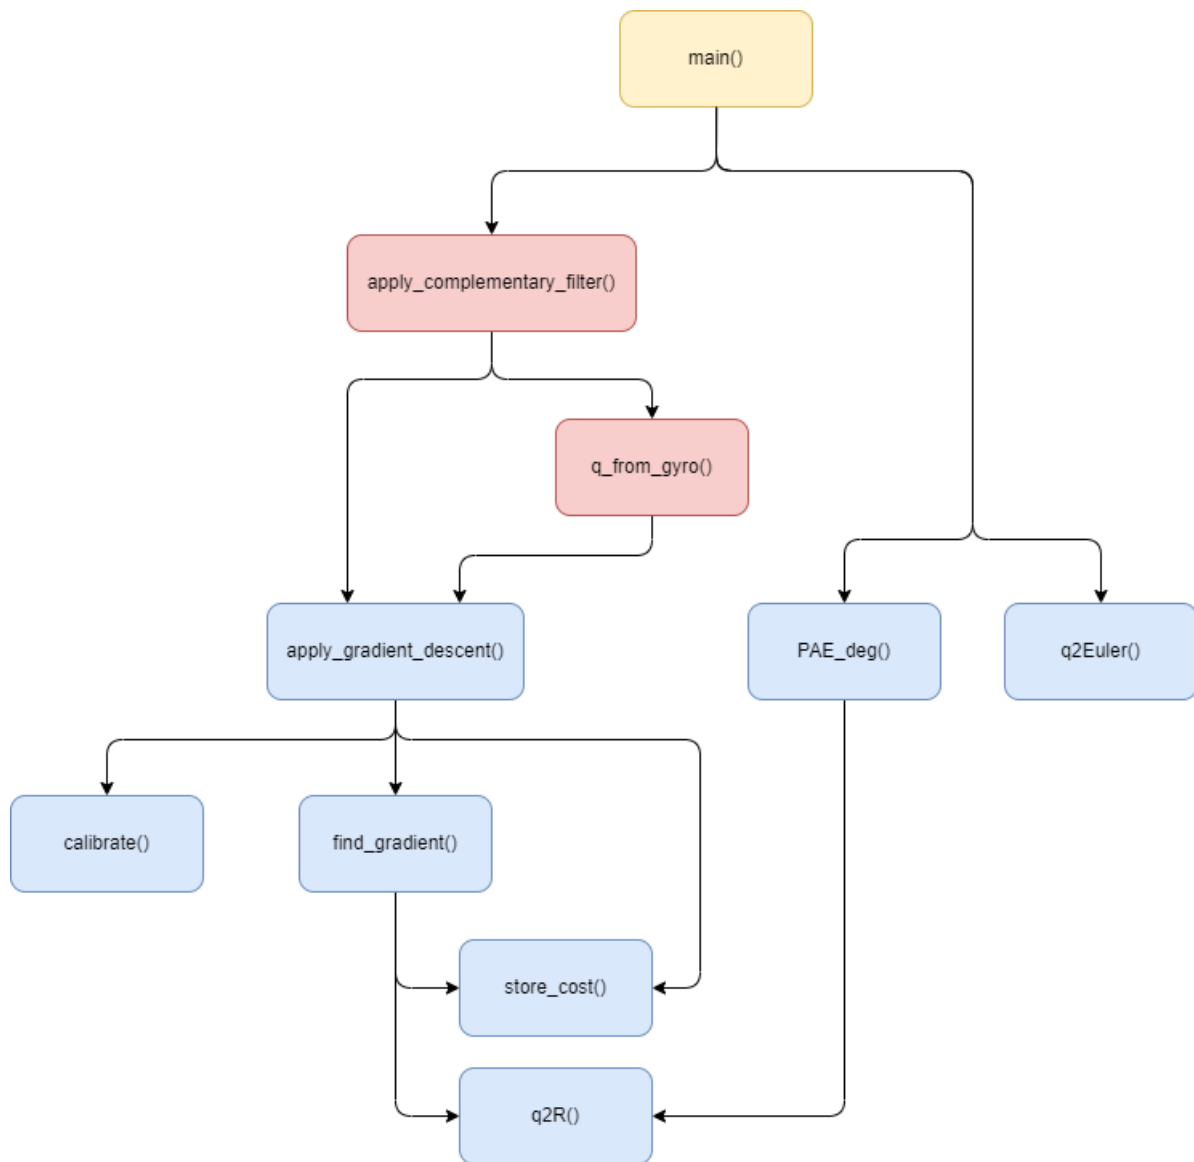 main()
apply_complementary_filter()
q_from_gyro()
apply_gradient_descent()
PAE_deg()
q2Euler()
calibrate()
find_gradient()
store_cost()
q2R()